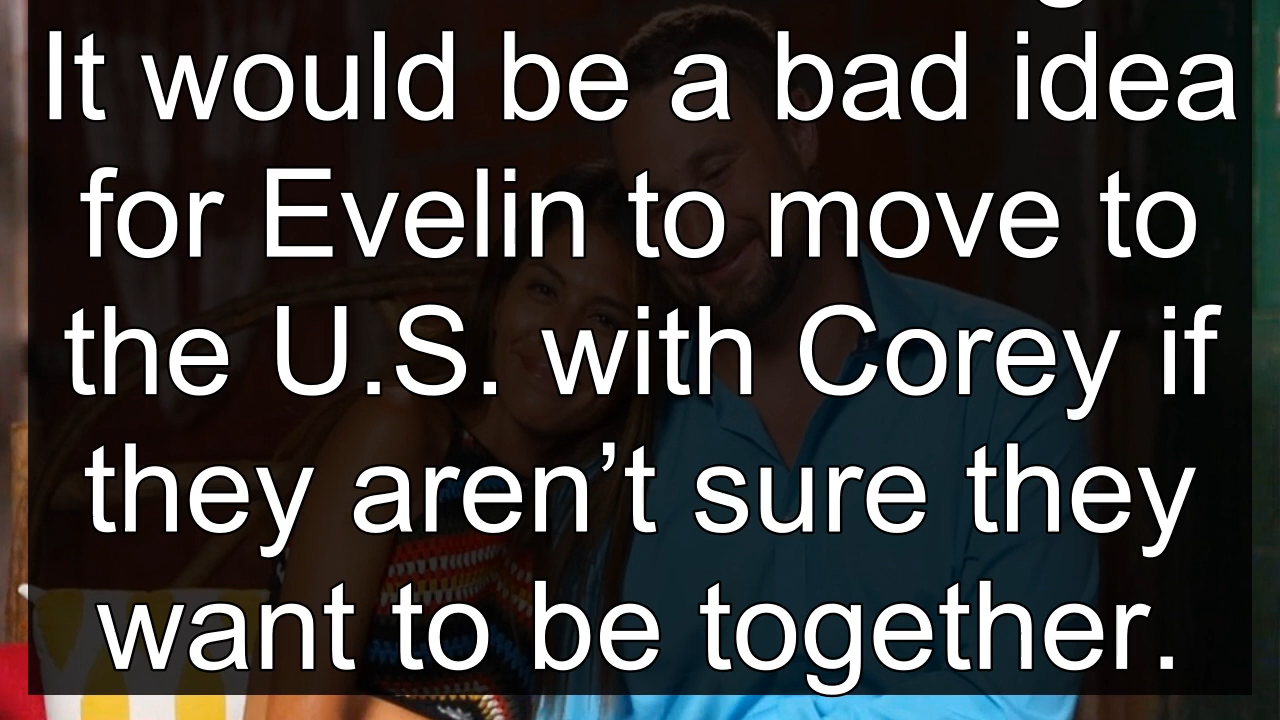 It would be a bad idea
for Evelin to move to
the U.S. with Corey if
they aren’t sure they
want to be together.